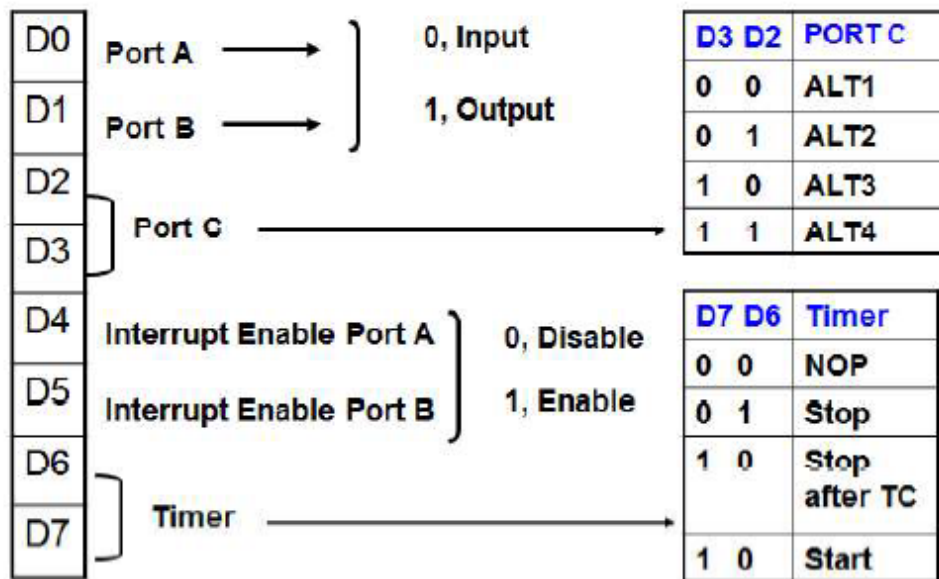 D0
D1
D2
D3
D4
D5
D6
D7
Port A
Port B
0, Input
1, Output
Port C
Interrupt Enable Port A
Interrupt Enable Port B
0, Disable
1, Enable
Timer
D3 D2 PORT C
0 0 ALT1
0 1 ALT2
1 0 ALT3
1 1 ALT4
D7 D6 Timer
0 0 NOP
0 1 Stop
1 0 Stop
after TC
1 0 Start